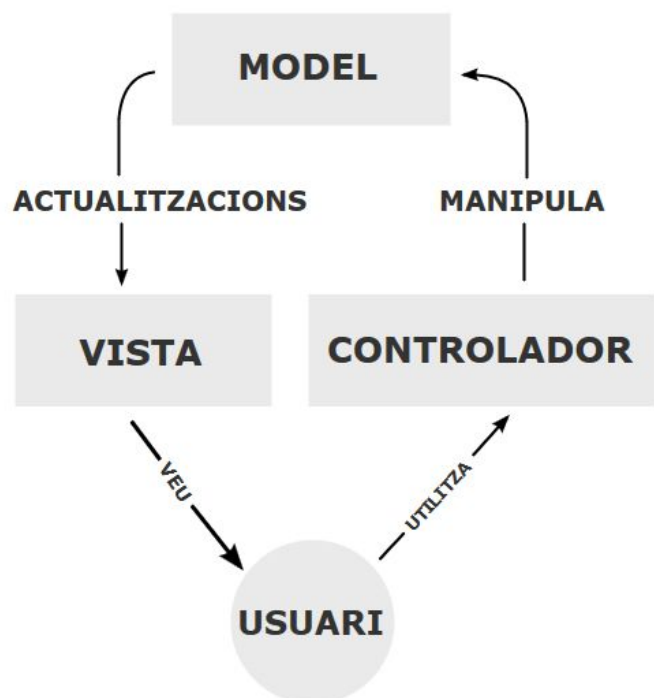 MODEL
ACTUALITZACIONS
MANIPULA
VISTA
CONTROLADOR
VEU
UTILITZA
USUARI